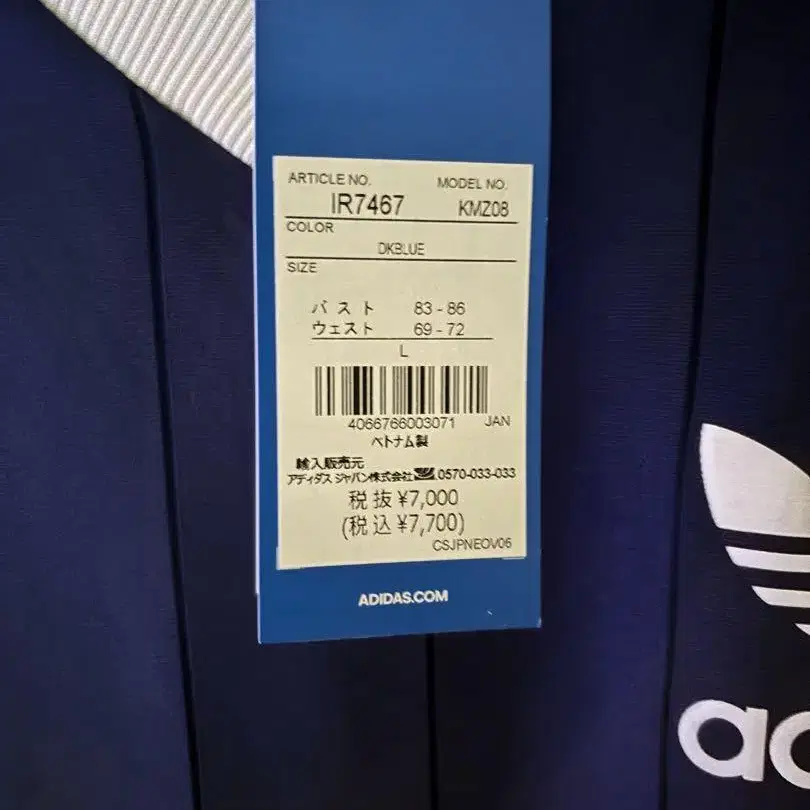 ARTICLE NO. MODEL NO.
IR7467 KMZ08
COLOR
DKBLUE
SIZE
バスト 83 - 86
ウェスト 69 - 72
L
4066766003071 JAN
ベトナム製
輸入販売元
アディダス ジャパン株式会社 0570-033-033
税抜 ¥7,000
(税込 ¥7,700)
CSJPNEOV06
ADIDAS.COM